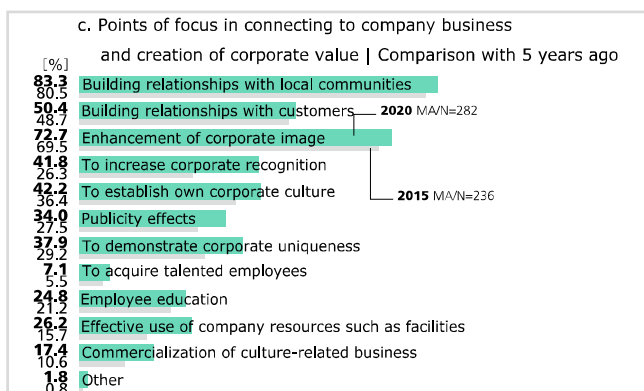 c. Points of focus in connecting to company business
and creation of corporate value | Comparison with 5 years ago
[%]
83.3 Building relationships with local communities
80.5
50.4 Building relationships with customers
48.7
2020 MA/N=282
72.7 Enhancement of corporate image
69.5
41.8 To increase corporate recognition
26.3
42.2 To establish own corporate culture
36.4
2015 MA/N=236
34.0 Publicity effects
27.5
37.9 To demonstrate corporate uniqueness
29.2
7.1 To acquire talented employees
5.5
24.8 Employee education
21.2
26.2 Effective use of company resources such as facilities
15.7
17.4 Commercialization of culture-related business
10.6
1.8 Other
0.8